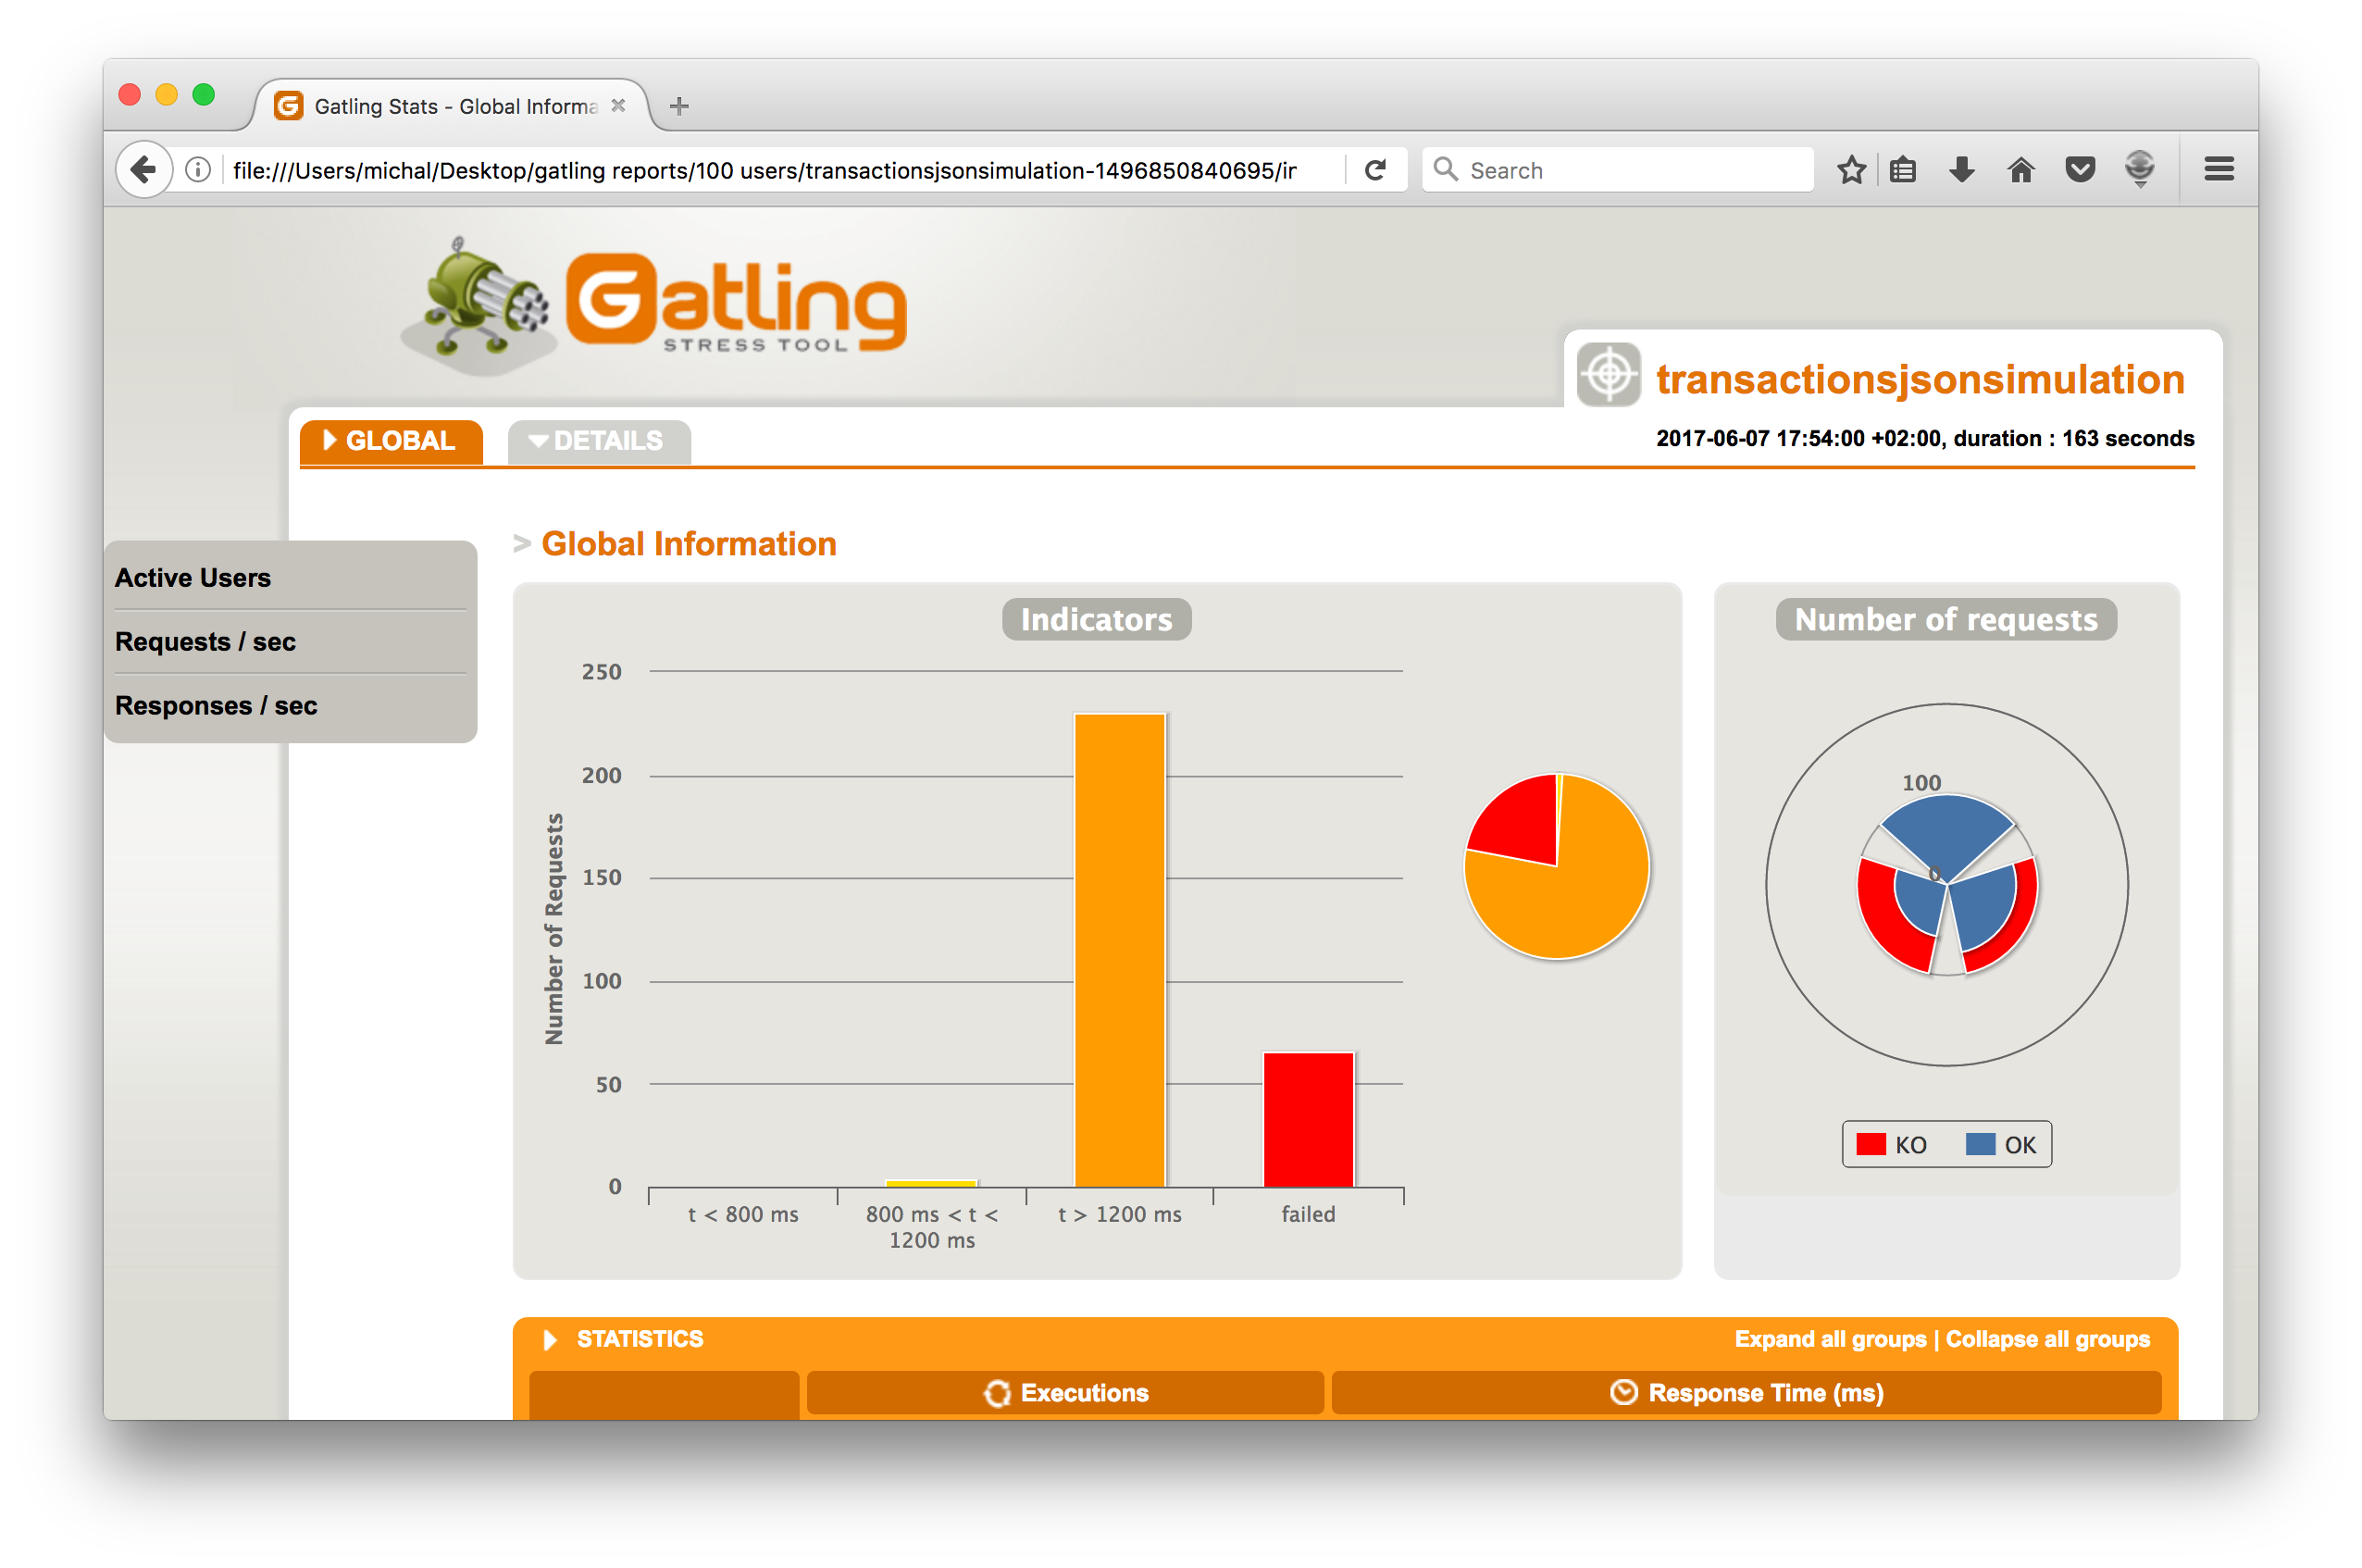 Gatling Stats - Global Informa
file:///Users/michal/Desktop/gatling reports/100 users/transactionsjsonsimulation-1496850840695/ir
Search
Gatling
STRESS TOOL
transactionsjsonsimulation
GLOBAL
DETAILS
2017-06-07 17:54:00 +02:00, duration : 163 seconds
> Global Information
Active Users
Requests / sec
Responses / sec
Indicators
Number of Requests
250
200
150
100
50
0
t < 800 ms
800 ms < t <
1200 ms
t > 1200 ms
failed
Number of requests
100
0
KO
OK
STATISTICS
Expand all groups | Collapse all groups
Executions
Response Time (ms)